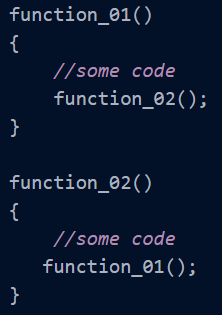 function_01()
{
//some code
function_02();
}
function_02()
{
//some code
function_01();
}